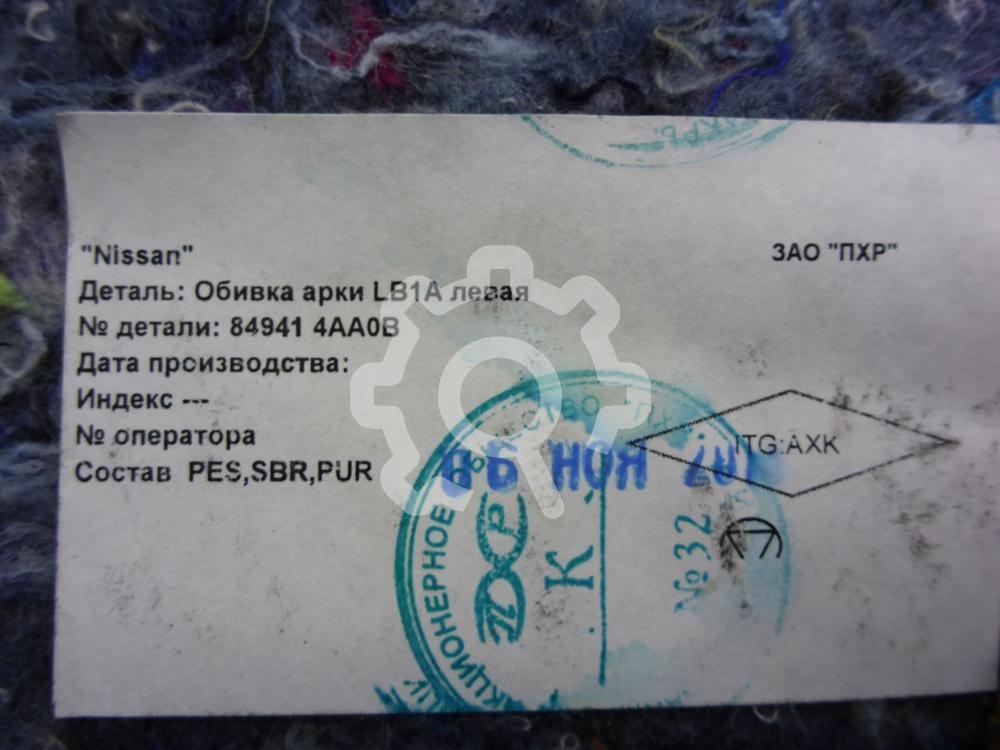 "Nissan"
ЗАО "ПХР"
Деталь: Обивка арки LB1A левая
№ детали: 84941 4AA0B
Дата производства:
Индекс ---
№ оператора
Состав PES,SBR,PUR
ITG:AXK
НОЯ
К
№32